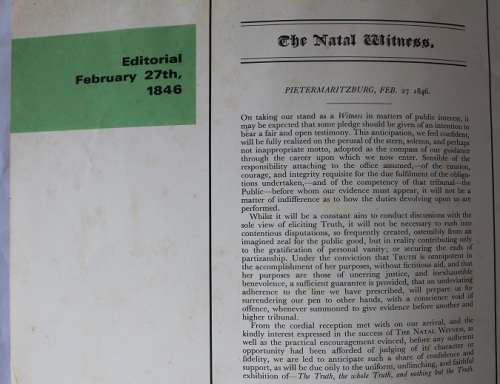 Editorial
February 27th,
1846
The Natal Witness.
PIETERMARITZBURG, FEB. 27 1846.
On taking our stand as a Witness in matters of public interest, it
may be expected that some pledge should be given of an intention to
bear a fair and open testimony. This anticipation, we feel confident,
will be fully realized on the perusal of the stern, solemn, and perhaps
not inappropriate motto, adopted as the compass of our guidance
through the career upon which we now enter. Sensible of the
responsibility attaching to the office assumed,—of the caution,
courage, and integrity requisite for the due fulfilment of the obliga-
tions undertaken,—and of the competency of that tribunal—the
Public—before whom our evidence must appear, it will not be a
matter of indifference as to how the duties devolving upon us are
performed.
Whilst it will be a constant aim to conduct discussions with the
sole view of eliciting Truth, it will not be necessary to rush into
contentious disputations, so frequently created, ostensibly from an
imagined zeal for the public good, but in reality contributing only
to the gratification of personal vanity; or securing the ends of
partizanship. Under the conviction that TRUTH is omnipotent in
the accomplishment of her purposes, without fictitious aid, and that
her purposes are those of unerring justice, and inexhaustible
benevolence, a sufficient guarantee is provided, that an undeviating
adherence to the line we have prescribed, will prepare us for
surrendering our pen to other hands, with a conscience void of
offence, whenever summoned to give evidence before another and
higher tribunal.
From the cordial reception met with on our arrival, and the
kindly interest expressed in the success of THE NATAL WITNESS, as
well as the practical encouragement evinced, before any sufficient
opportunity had been afforded of judging of its character or
fidelity, we are led to anticipate such a share of confidence and
support, as will be due only to the uniform, unflinching, and faithful
exhibition of—The Truth, the whole Truth, and nothing but the Truth.